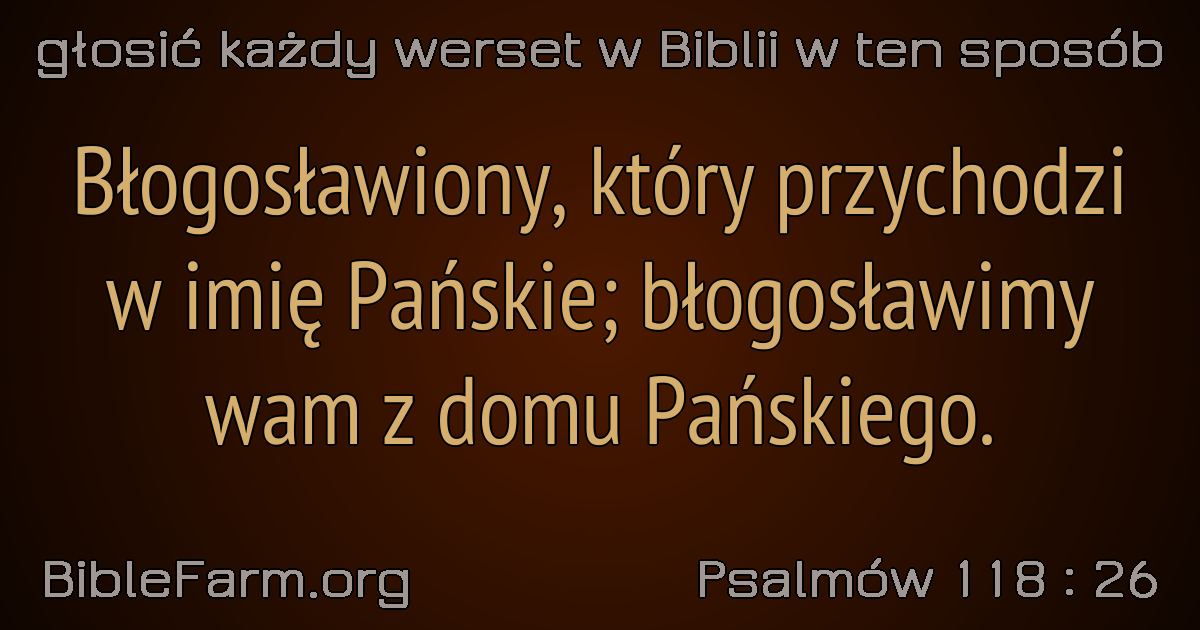 głosić każdy werset w Biblii w ten sposób
Błogosławiony, który przychodzi
w imię Pańskie; błogosławimy
wam z domu Pańskiego.
BibleFarm.org
Psalmów 118 : 26